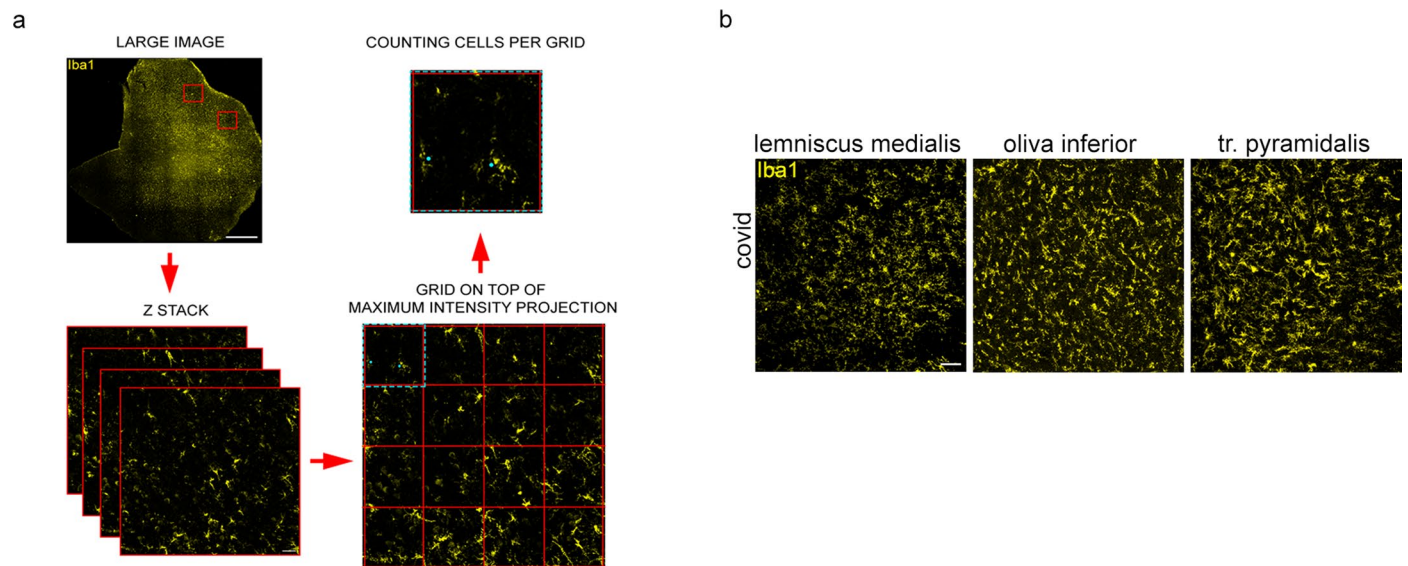 a
LARGE IMAGE
Iba1
COUNTING CELLS PER GRID
Z STACK
GRID ON TOP OF
MAXIMUM INTENSITY PROJECTION
b
lemniscus medialis
oliva inferior
tr. pyramidalis
Iba1
covid